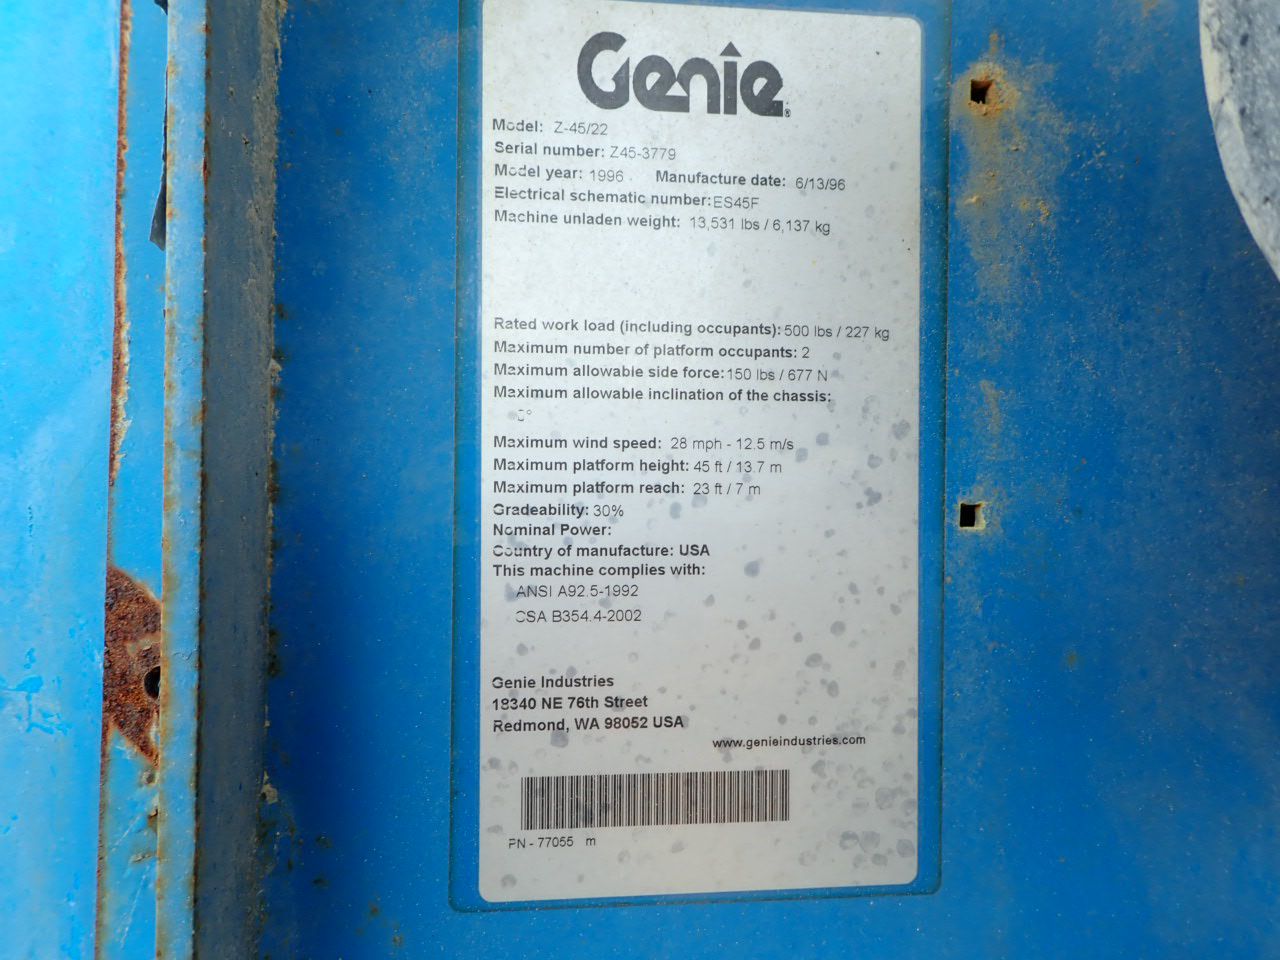 Genie®
Model: Z-45/22
Serial number: Z45-3779
Model year: 1996 Manufacture date: 6/13/96
Electrical schematic number: ES45F
Machine unladen weight: 13,531 lbs / 6,137 kg
Rated work load (including occupants): 500 lbs / 227 kg
Maximum number of platform occupants: 2
Maximum allowable side force: 150 lbs / 677 N
Maximum allowable inclination of the chassis:
Maximum wind speed: 28 mph - 12.5 m/s
Maximum platform height: 45 ft / 13.7 m
Maximum platform reach: 23 ft / 7 m
Gradeability: 30%
Nominal Power:
Country of manufacture: USA
This machine complies with:
ANSI A92.5-1992
CSA B354.4-2002
Genie Industries
18340 NE 76th Street
Redmond, WA 98052 USA
www.genieindustries.com
PN - 77055 m